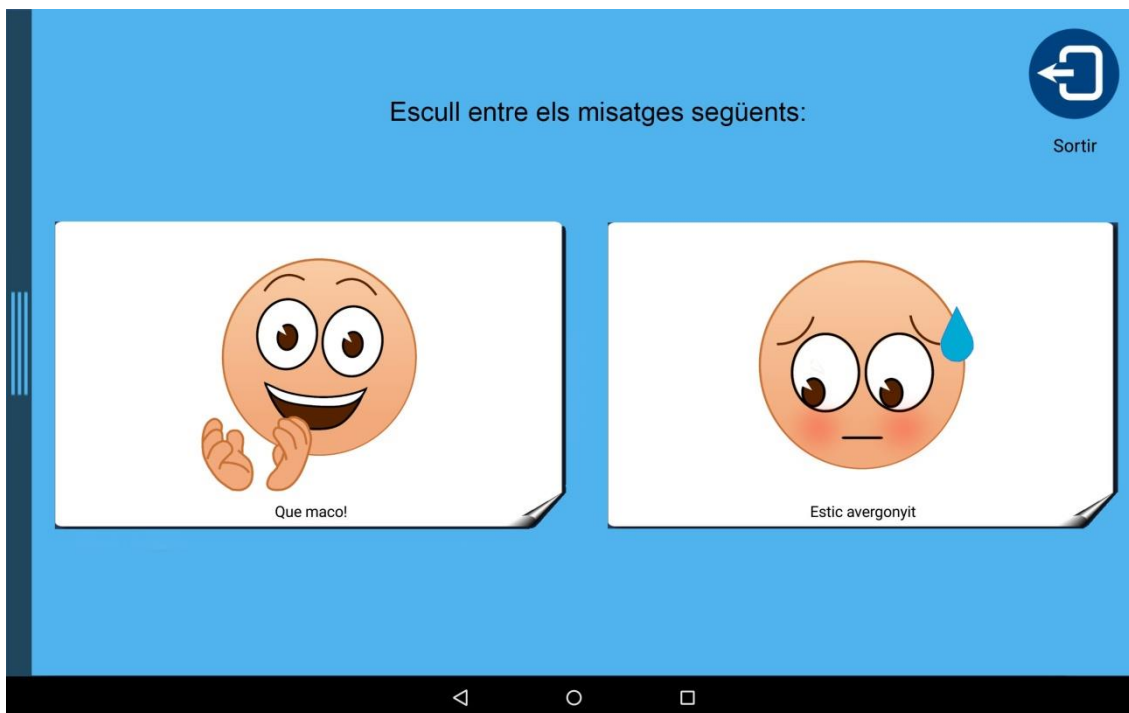 Escull entre els misatges següents:
Sortir
Que maco!
Estic avergonyit